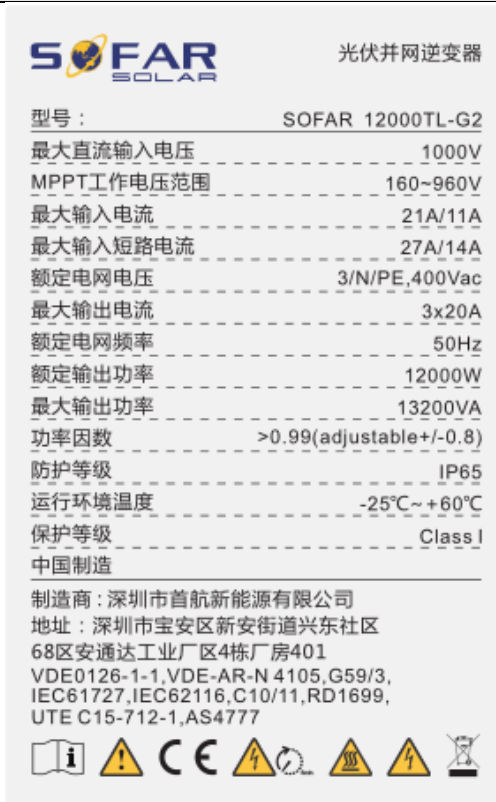 SOFAR
SOLAR
光伏并网逆变器
型号: SOFAR 12000TL-G2
最大直流输入电压 1000V
MPPT工作电压范围 160~960V
最大输入电流 21A/11A
最大输入短路电流 27A/14A
额定电网电压 3/N/PE,400Vac
最大输出电流 3x20A
额定电网频率 50Hz
额定输出功率 12000W
最大输出功率 13200VA
功率因数 >0.99(adjustable+/-0.8)
防护等级 IP65
运行环境温度 -25℃~+60℃
保护等级 Class I
中国制造
制造商:深圳市首航新能源有限公司
地址:深圳市宝安区新安街道兴东社区
68区安通达工业厂区4栋厂房401
VDE0126-1-1,VDE-AR-N 4105,G59/3,
IEC61727,IEC62116,C10/11,RD1699,
UTE C15-712-1,AS4777
i CE